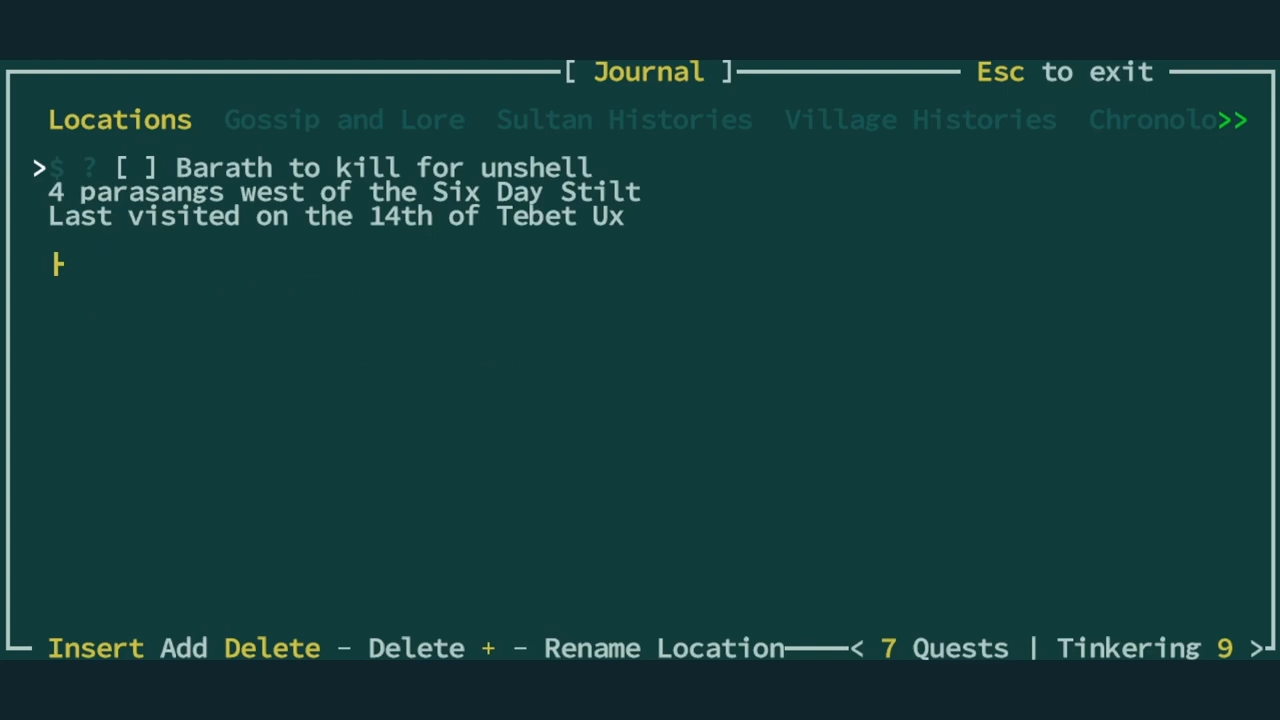 [ Journal ] Esc to exit
Locations Gossip and Lore Sultan Histories Village Histories Chronolo>>
>$ ? [ ] Barath to kill for unshell
4 parasangs west of the Six Day Stilt
Last visited on the 14th of Tebet Ux
Insert Add Delete - Delete + - Rename Location < 7 Quests | Tinkering 9 >